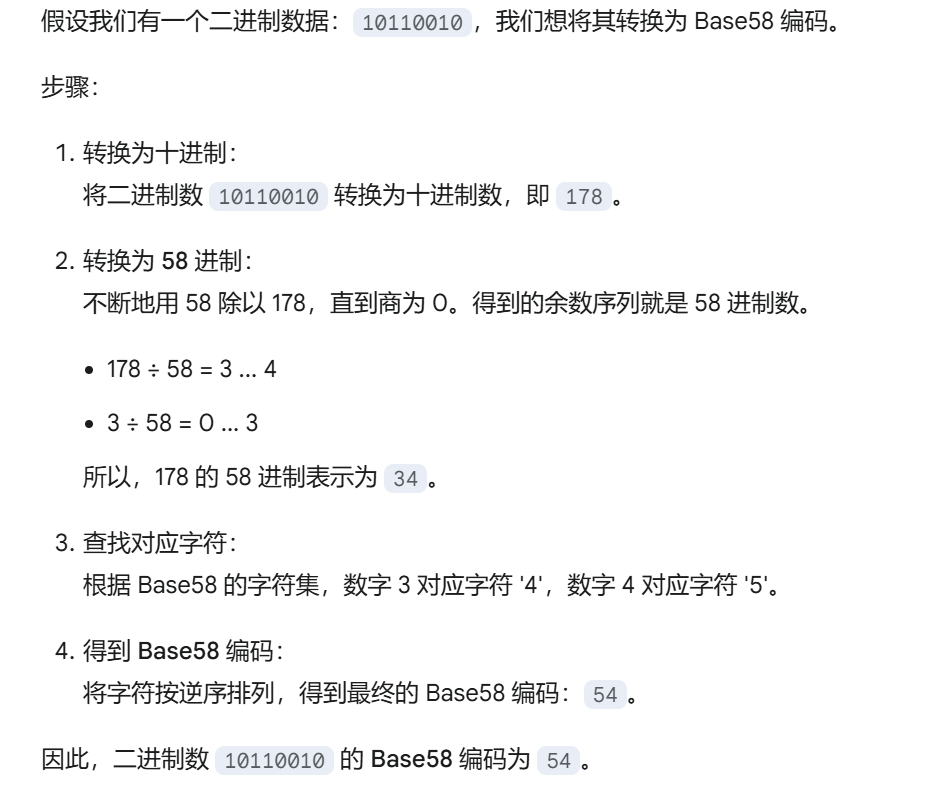 假设我们有一个二进制数据：10110010，我们想将其转换为 Base58 编码。
步骤：
1. 转换为十进制：
将二进制数 10110010 转换为十进制数，即 178。
2. 转换为 58 进制：
不断地用 58 除以 178，直到商为 0。得到的余数序列就是 58 进制数。
• 178 ÷ 58 = 3 ... 4
• 3 ÷ 58 = 0 ... 3
所以，178 的 58 进制表示为 34。
3. 查找对应字符：
根据 Base58 的字符集，数字 3 对应字符 '4'，数字 4 对应字符 '5'。
4. 得到 Base58 编码：
将字符按逆序排列，得到最终的 Base58 编码：54。
因此，二进制数 10110010 的 Base58 编码为 54。